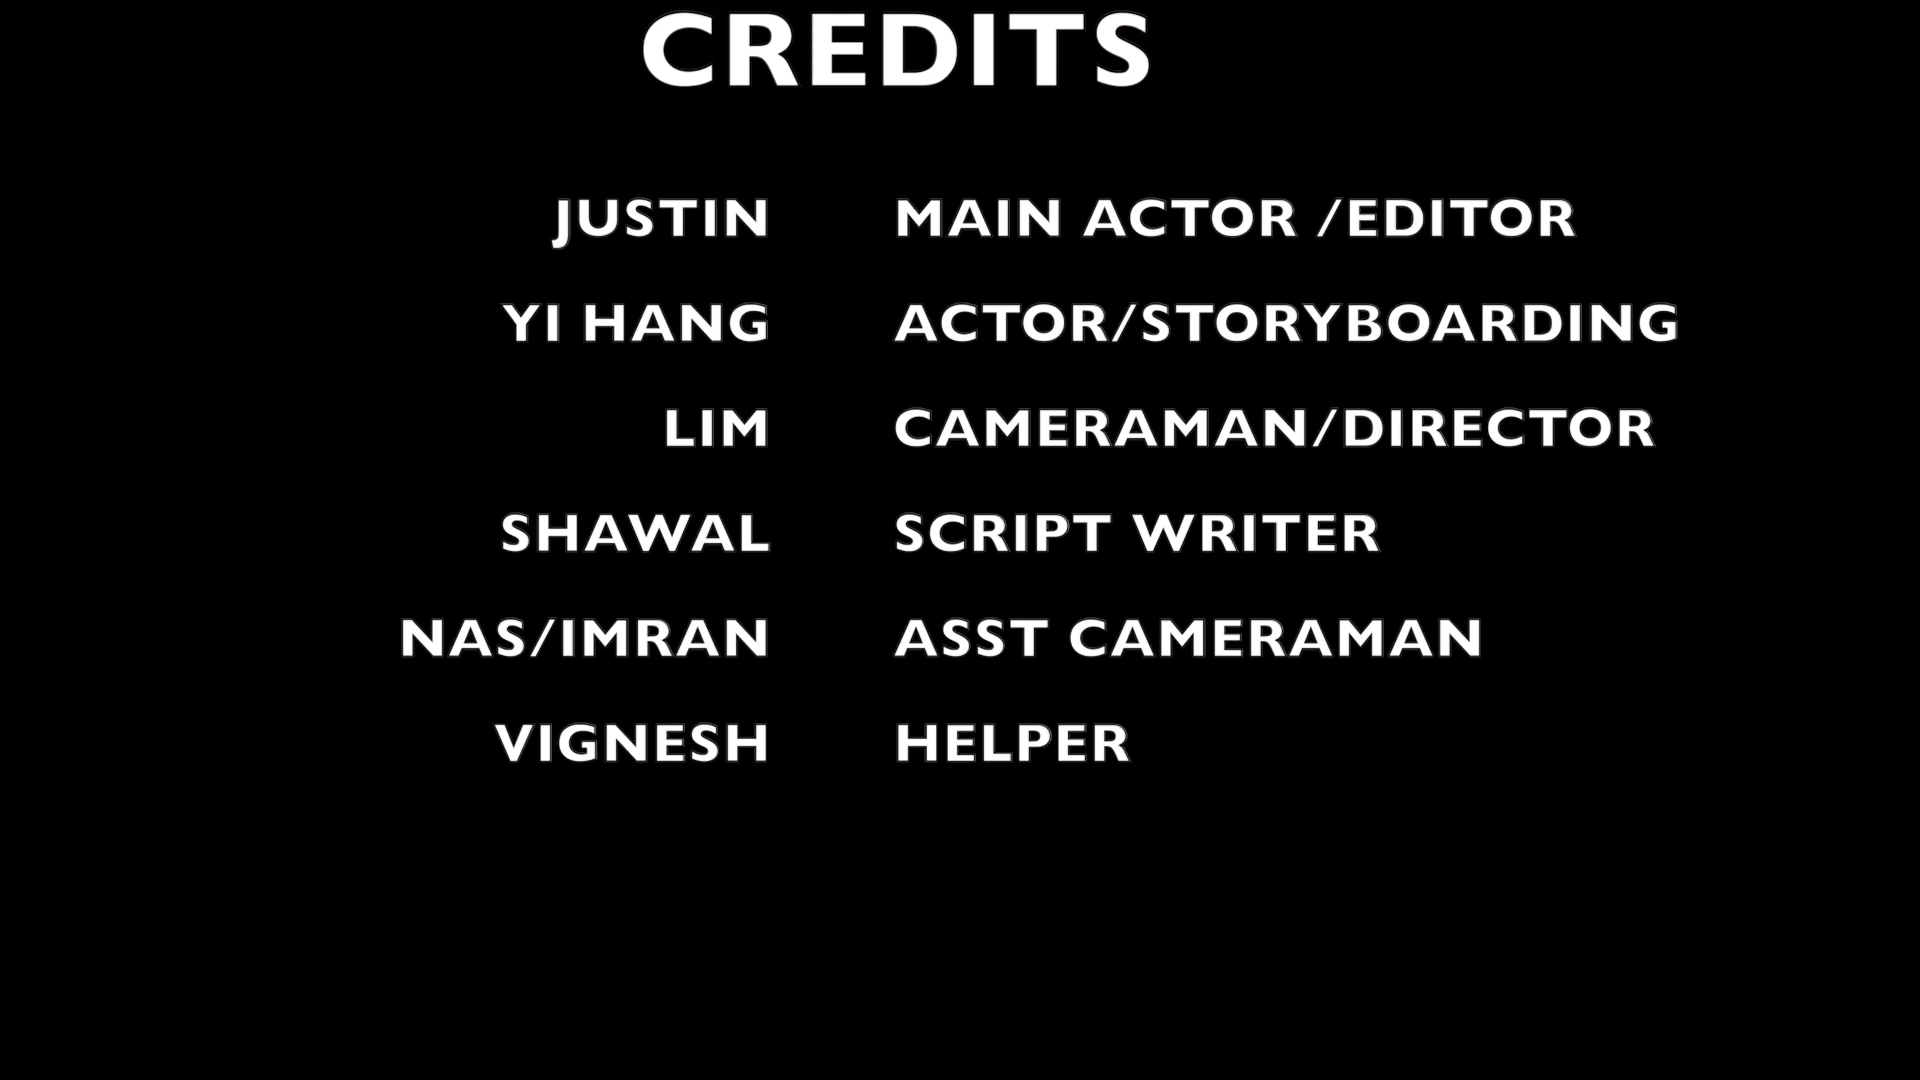 CREDITS
JUSTIN MAIN ACTOR /EDITOR
YI HANG ACTOR/STORYBOARDING
LIM CAMERAMAN/DIRECTOR
SHAWAL SCRIPT WRITER
NAS/IMRAN ASST CAMERAMAN
VIGNESH HELPER